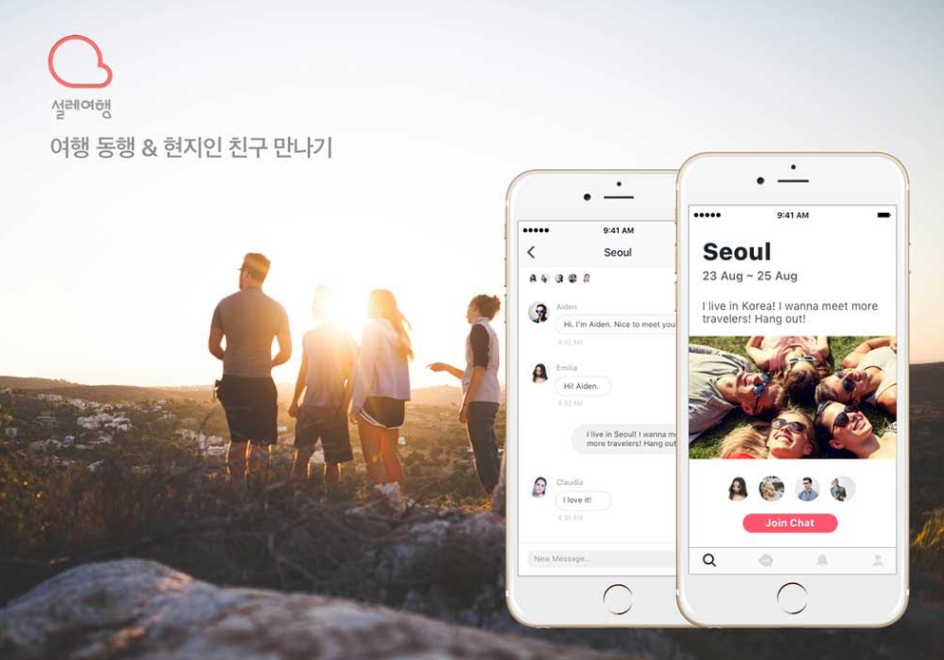 설레여행
여행 동행 & 현지인 친구 만나기
9:41 AM
Seoul
Aiden
Hi. I'm Aiden. Nice to meet you
9:32 AM
Emilia
Hi! Aiden.
9:32 AM
I live in Seoul! I wanna m
more travelers! Hang out
Claudia
I love it!
New Message...
9:41 AM
Seoul
23 Aug ~ 25 Aug
I live in Korea! I wanna meet more
travelers! Hang out!
Join Chat